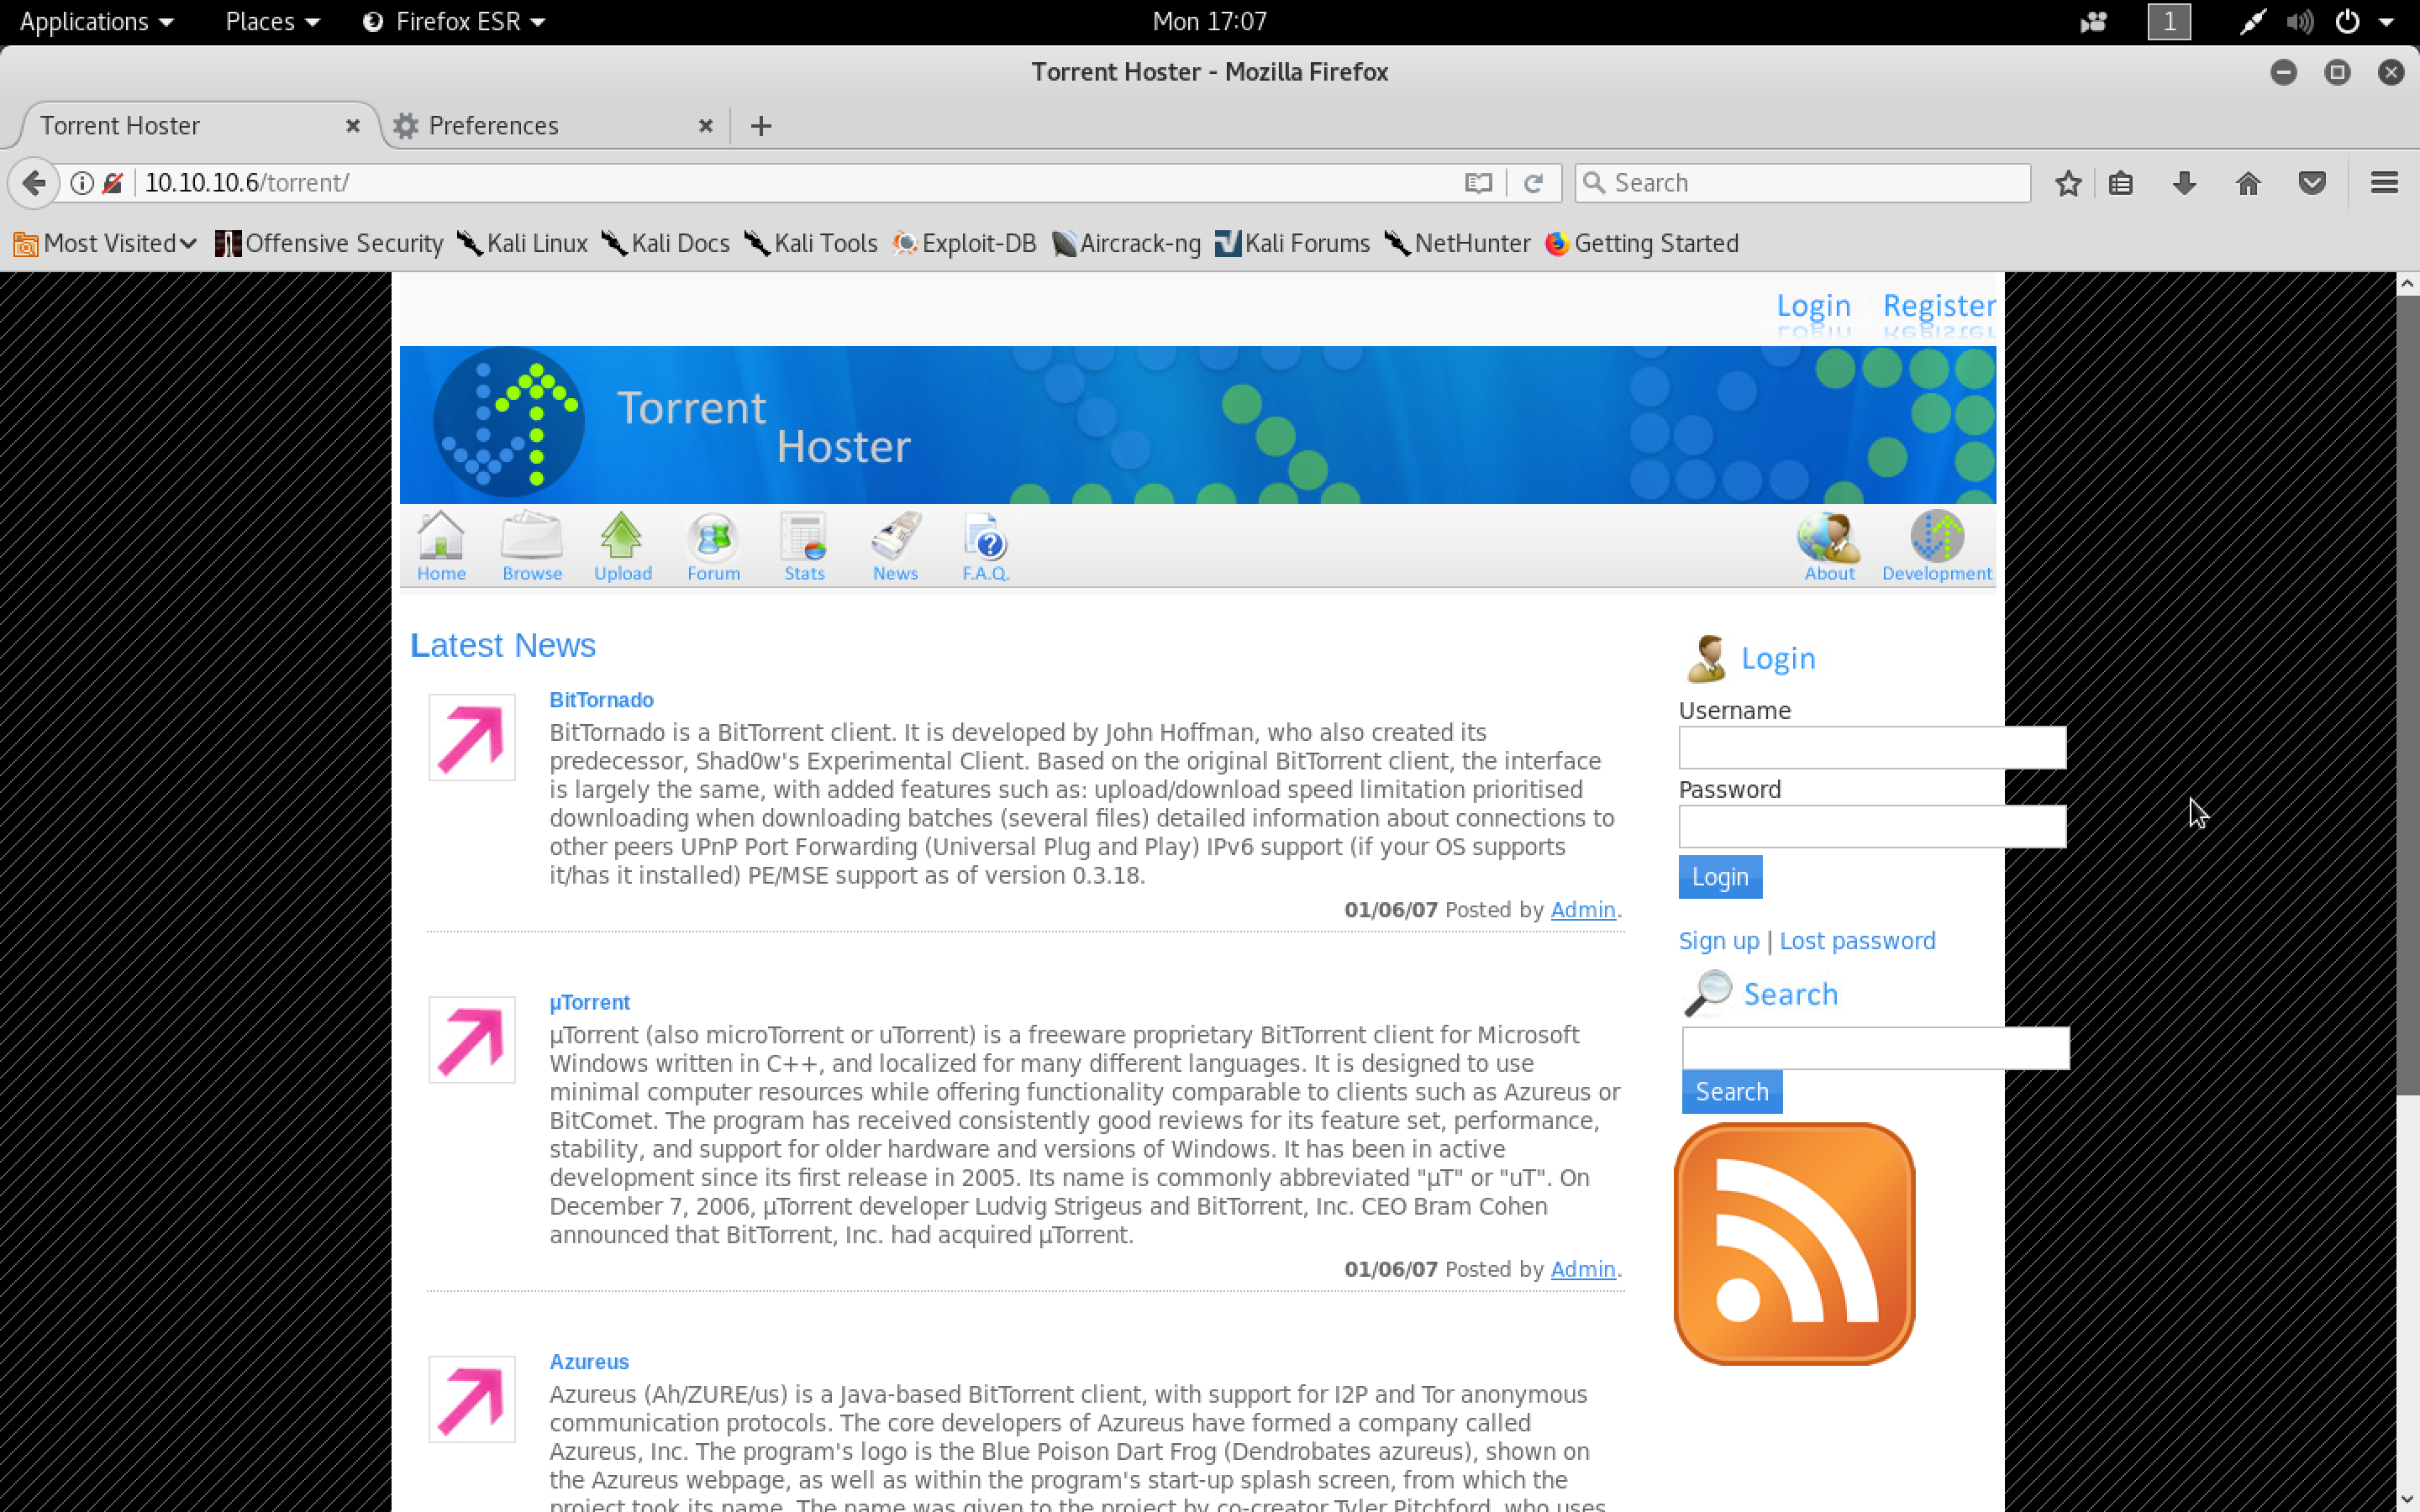 Applications Places Firefox ESR Mon 17:07 1
Torrent Hoster - Mozilla Firefox
Torrent Hoster Preferences
10.10.10.6/torrent/ Search
Most Visited Offensive Security Kali Linux Kali Docs Kali Tools Exploit-DB Aircrack-ng Kali Forums NetHunter Getting Started
Login Register
Torrent
Hoster
Home Browse Upload Forum Stats News F.A.Q. About Development
Latest News
BitTornado
BitTornado is a BitTorrent client. It is developed by John Hoffman, who also created its
predecessor, Shad0w's Experimental Client. Based on the original BitTorrent client, the interface
is largely the same, with added features such as: upload/download speed limitation prioritised
downloading when downloading batches (several files) detailed information about connections to
other peers UPnP Port Forwarding (Universal Plug and Play) IPv6 support (if your OS supports
it/has it installed) PE/MSE support as of version 0.3.18.
01/06/07 Posted by Admin.
µTorrent
µTorrent (also microTorrent or uTorrent) is a freeware proprietary BitTorrent client for Microsoft
Windows written in C++, and localized for many different languages. It is designed to use
minimal computer resources while offering functionality comparable to clients such as Azureus or
BitComet. The program has received consistently good reviews for its feature set, performance,
stability, and support for older hardware and versions of Windows. It has been in active
development since its first release in 2005. Its name is commonly abbreviated "µT" or "uT". On
December 7, 2006, µTorrent developer Ludvig Strigeus and BitTorrent, Inc. CEO Bram Cohen
announced that BitTorrent, Inc. had acquired µTorrent.
01/06/07 Posted by Admin.
Azureus
Azureus (Ah/ZURE/us) is a Java-based BitTorrent client, with support for I2P and Tor anonymous
communication protocols. The core developers of Azureus have formed a company called
Azureus, Inc. The program's logo is the Blue Poison Dart Frog (Dendrobates azureus), shown on
the Azureus webpage, as well as within the program's start-up splash screen, from which the
project took its name. The name was given to the project by co-creator Tyler Pitchford, who uses
Login
Username
Password
Login
Sign up | Lost password
Search
Search